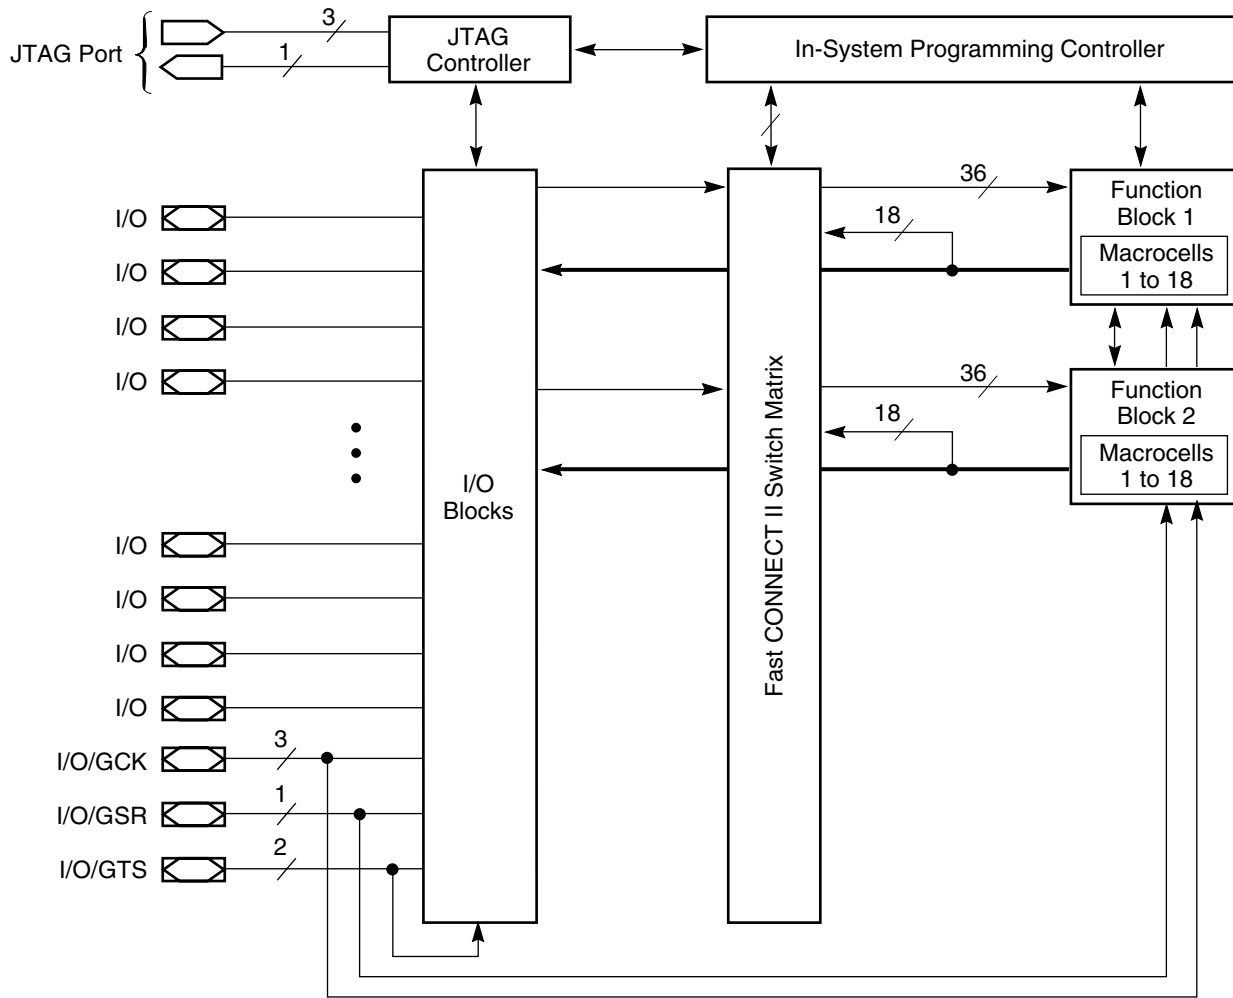 JTAG Port
3
1
JTAG
Controller
In-System Programming Controller
I/O
I/O
I/O
I/O
I/O
I/O
I/O
I/O
I/O/GCK
3
I/O/GSR
1
I/O/GTS
2
I/O
Blocks
Fast CONNECT II Switch Matrix
36
18
Function
Block 1
Macrocells
1 to 18
36
18
Function
Block 2
Macrocells
1 to 18